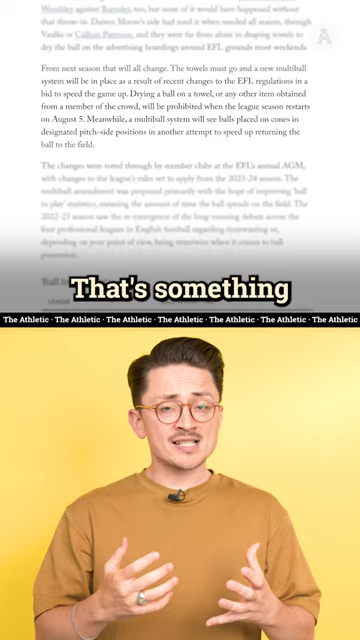 Wembley against Barnsley too, but most of it would have happened without
that throw-in. Darren Moore's side had used it when needed all season, through
Vaulks or Callum Paterson, and they were far from alone in draping towels to
dry the ball on the advertising hoardings around EFL grounds most weekends.
A
From next season that will all change. The towels must go and a new multiball
system will be in place as a result of recent changes to the EFL regulations in a
bid to speed the game up. Drying a ball on a towel, or any other item obtained
from a member of the crowd, will be prohibited when the league season restarts
on August 5. Meanwhile, a multiball system will see balls placed on cones in
designated pitch-side positions in another attempt to speed up returning the
ball to the field.
The changes were voted through by member clubs at the EFL's annual AGM,
with changes to the league's rules set to apply from the 2023-24 season. The
multiball amendment was proposed primarily with the hope of improving 'ball
in play' statistics, meaning the amount of time the ball spends on the field. The
2022-23 season saw the re-emergence of the long-running debate across the
four professional leagues in English football regarding timewasting or,
depending on your point of view, being streetwise when it comes to ball
possession.
That's something
The Athletic · The Athletic · The Athletic · The Athletic · The Athletic · The Athletic · The Athletic